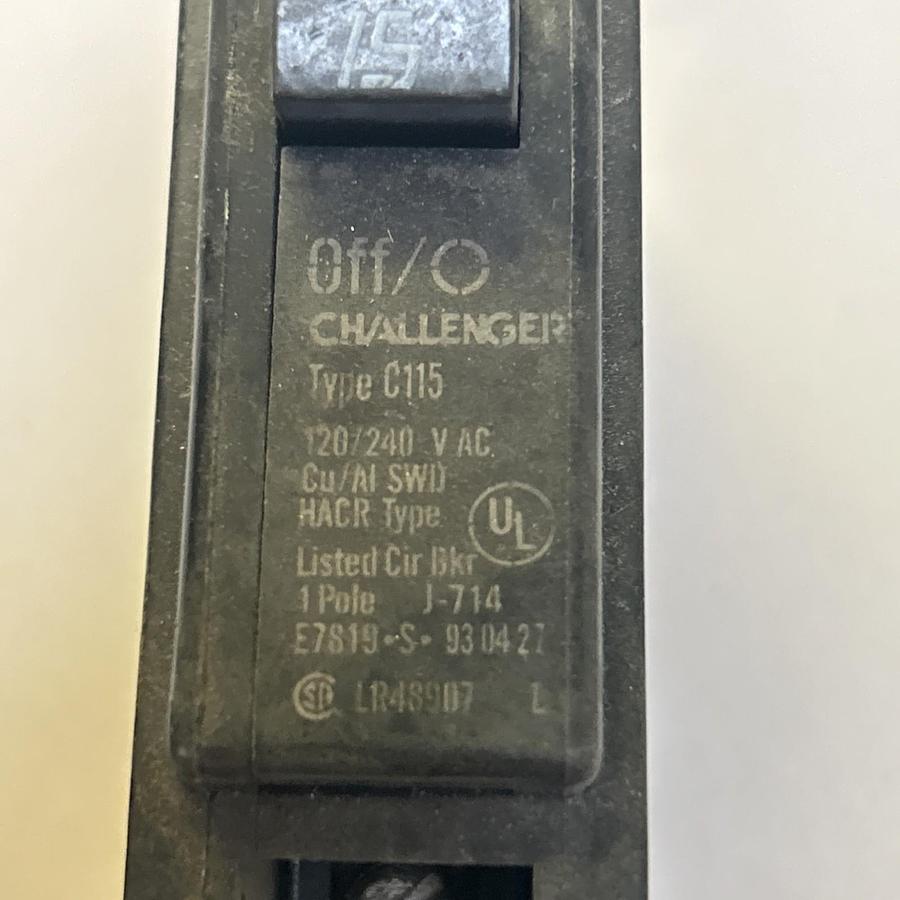 15
Off/O
CHALLENGER
Type C115
120/240 V AC
Cu/Al SWD
HACR Type
UL
Listed Cir Bkr
1 Pole J-714
E7819•S• 93 04 27
SA LR48907 L